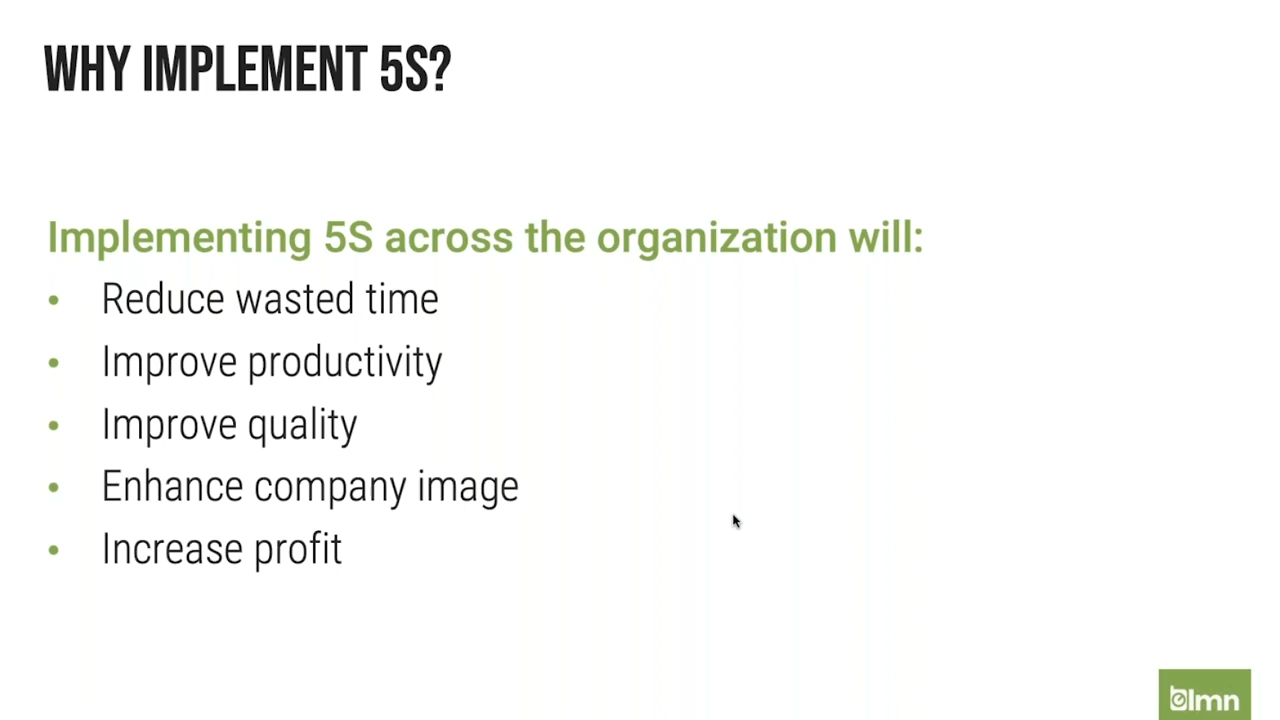 WHY IMPLEMENT 5S?
Implementing 5S across the organization will:
• Reduce wasted time
• Improve productivity
• Improve quality
• Enhance company image
• Increase profit
lmn